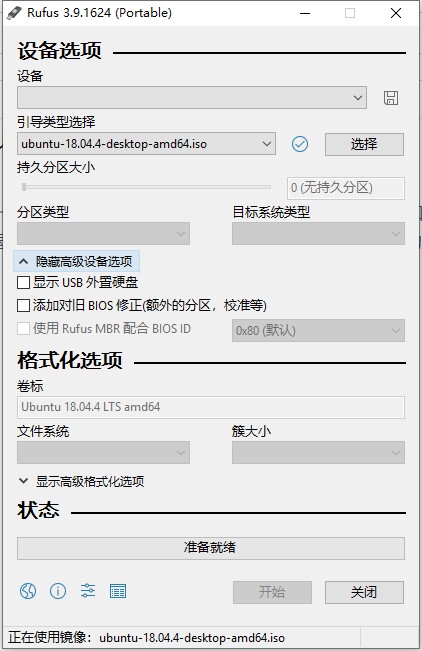 Rufus 3.9.1624 (Portable)
设备选项
设备
引导类型选择
ubuntu-18.04.4-desktop-amd64.iso
选择
持久分区大小
0 (无持久分区)
分区类型
目标系统类型
隐藏高级设备选项
显示 USB 外置硬盘
添加对旧 BIOS 修正(额外的分区，校准等)
使用 Rufus MBR 配合 BIOS ID
0x80 (默认)
格式化选项
卷标
Ubuntu 18.04.4 LTS amd64
文件系统
簇大小
显示高级格式化选项
状态
准备就绪
开始
关闭
正在使用镜像：ubuntu-18.04.4-desktop-amd64.iso